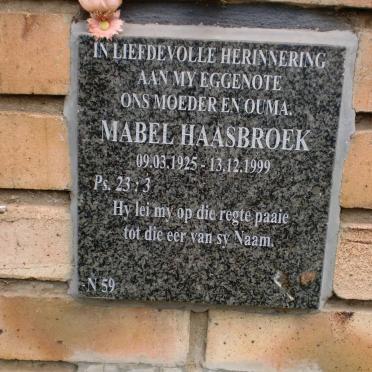 IN LIEFDEVOLLE HERINNERING
AAN MY EGGENOTE
ONS MOEDER EN OUMA.
MABEL HAASBROEK
09.03.1925 - 13.12.1999
Ps. 23 : 3
Hy lei my op die regte paaie
tot die eer van sy Naam.
N 59